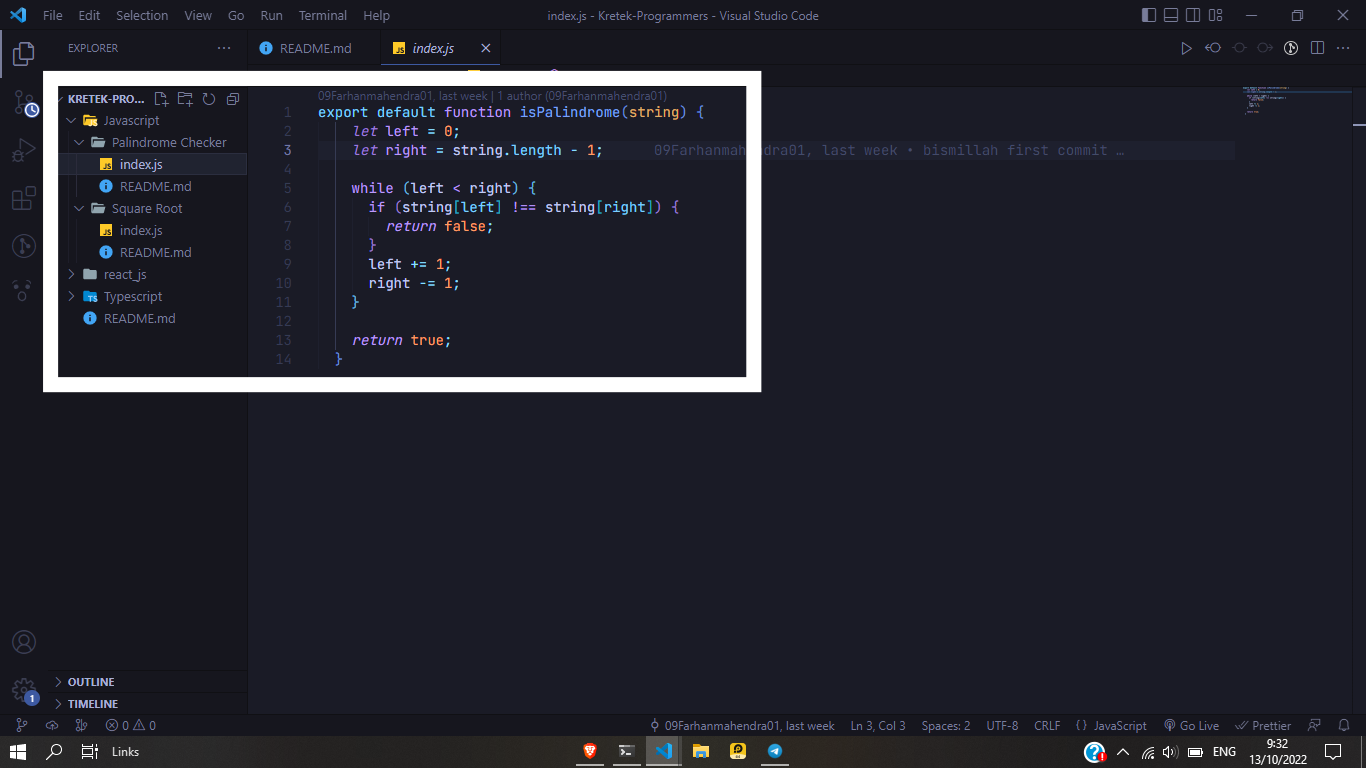 File Edit Selection View Go Run Terminal Help index.js - Kretek-Programmers - Visual Studio Code
EXPLORER
README.md
JS index.js
KRETEK-PRO...
Javascript
Palindrome Checker
JS index.js
README.md
Square Root
JS index.js
README.md
react_js
TS Typescript
README.md
09Farhanmahendra01, last week | 1 author (09Farhanmahendra01)
1 export default function isPalindrome(string) {
2 let left = 0;
3 let right = string.length - 1; 09Farhanmahendra01, last week • bismillah first commit …
4
5 while (left < right) {
6 if (string[left] !== string[right]) {
7 return false;
8 }
9 left += 1;
10 right -= 1;
11 }
12
13 return true;
14 }
OUTLINE
TIMELINE
1
0 0 09Farhanmahendra01, last week Ln 3, Col 3 Spaces: 2 UTF-8 CRLF {} JavaScript Go Live Prettier
Links ENG 9:32
13/10/2022